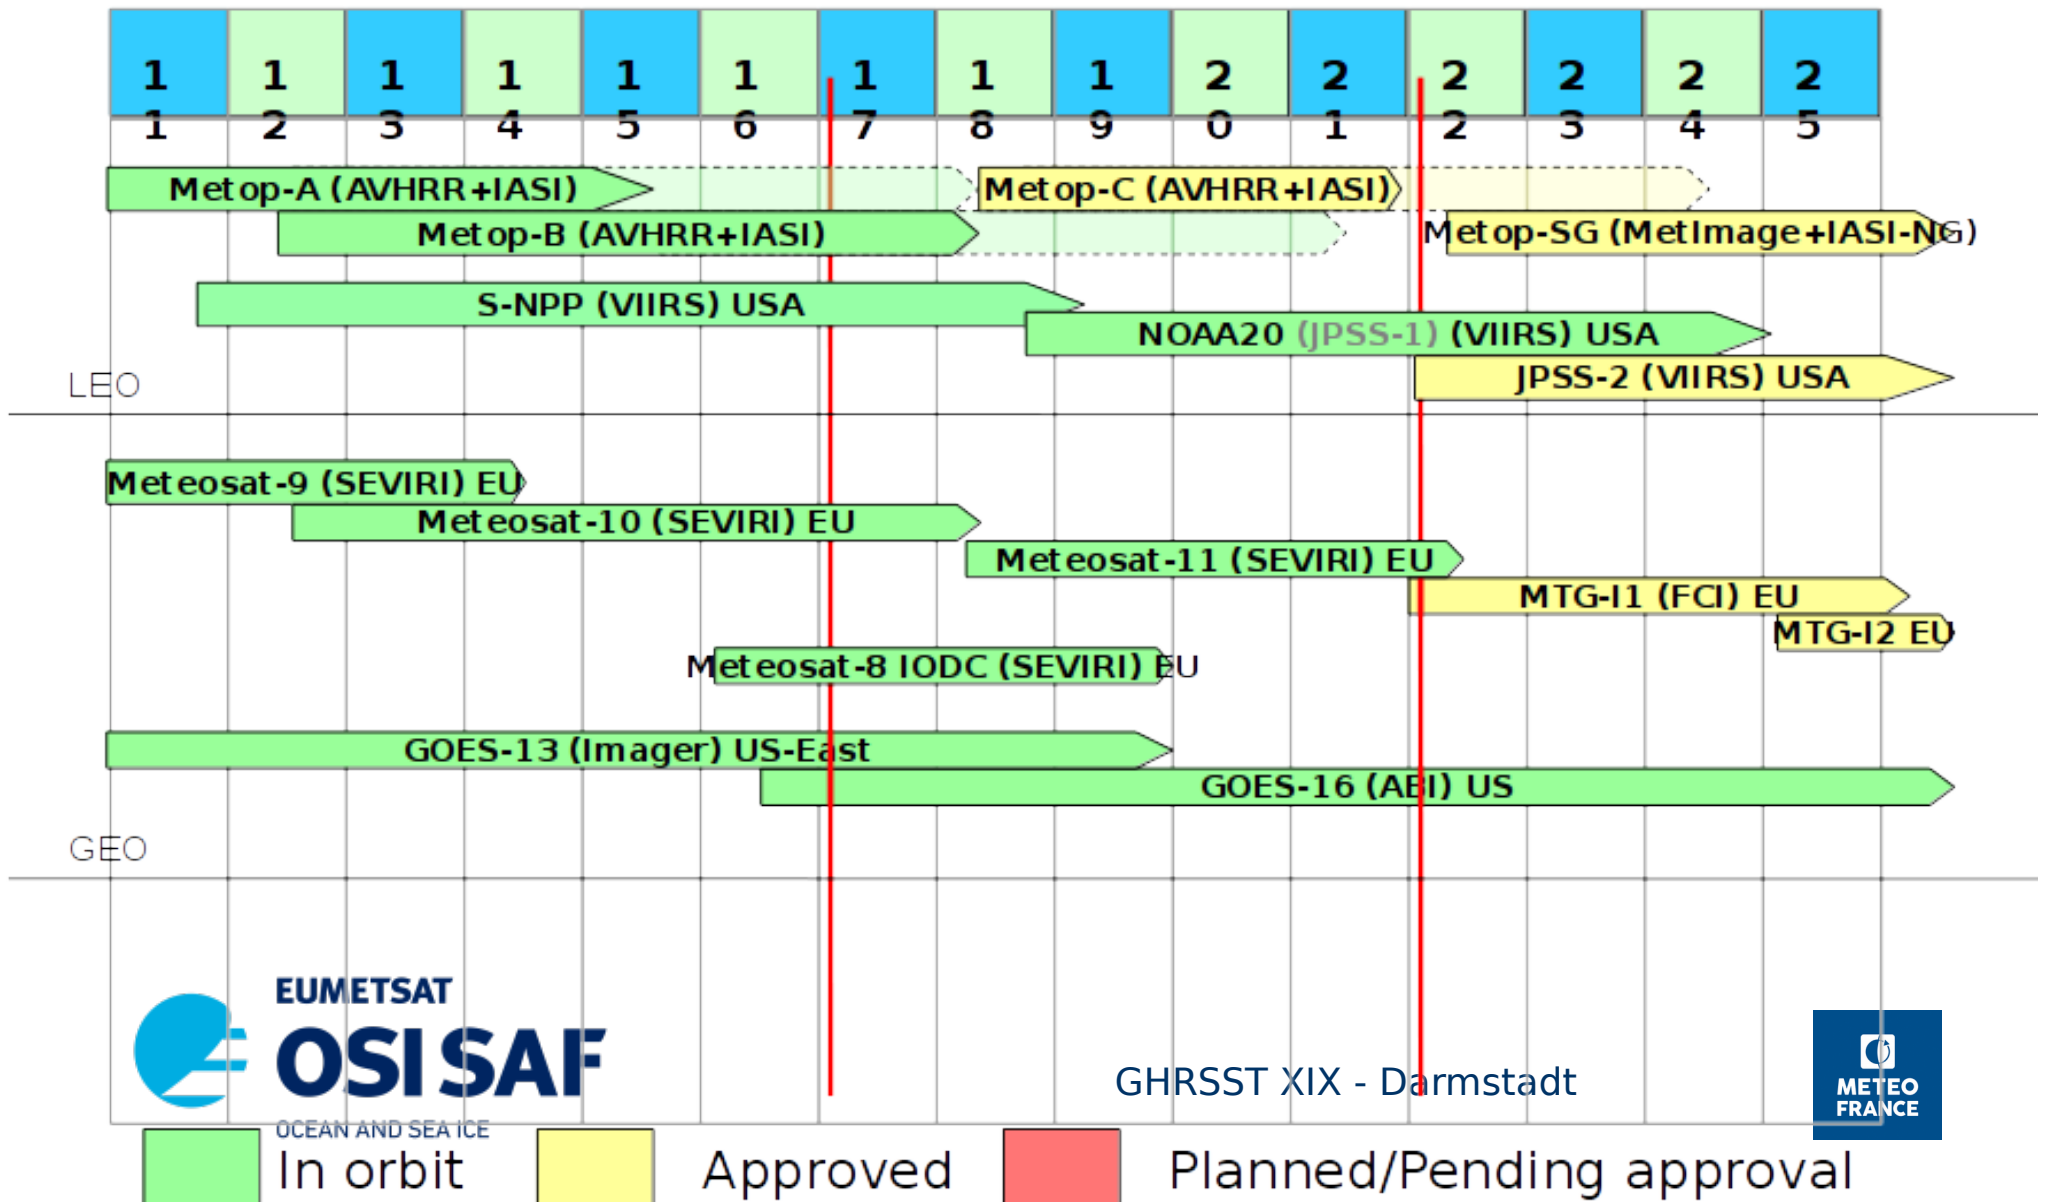 1 1 1 1 1 1 1 1 1 2 2 2 2 2 2
1 2 3 4 5 6 7 8 9 0 1 2 3 4 5
Metop-A (AVHRR+IASI)
Metop-C (AVHRR+IASI)
Metop-B (AVHRR+IASI)
Metop-SG (MetImage+IASI-NG)
S-NPP (VIIRS) USA
NOAA20 (JPSS-1) (VIIRS) USA
JPSS-2 (VIIRS) USA
LEO
Meteosat-9 (SEVIRI) EU
Meteosat-10 (SEVIRI) EU
Meteosat-11 (SEVIRI) EU
MTG-I1 (FCI) EU
MTG-I2 EU
Meteosat-8 IODC (SEVIRI) EU
GOES-13 (Imager) US-East
GOES-16 (ABI) US
GEO
EUMETSAT
OSI SAF
OCEAN AND SEA ICE
GHRSST XIX - Darmstadt
METEO
FRANCE
In orbit
Approved
Planned/Pending approval